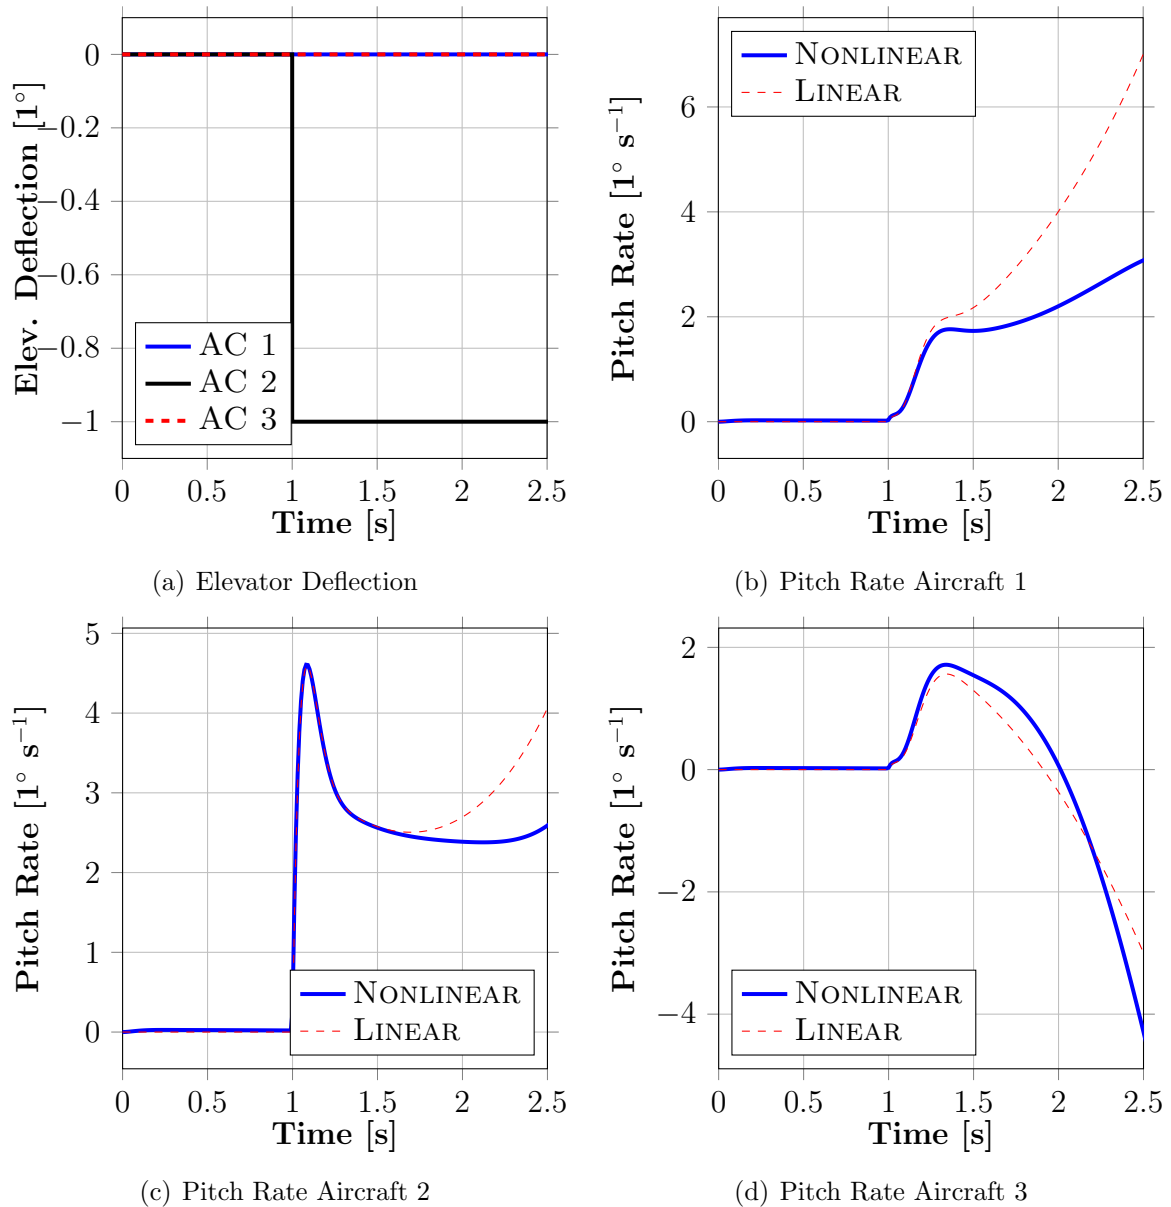 0
−0.2
−0.4
−0.6
−0.8
−1
Elev. Deflection [1°]
AC 1
AC 2
AC 3
0 0.5 1 1.5 2 2.5
Time [s]
(a) Elevator Deflection
6
4
2
0
Pitch Rate [1° s⁻¹]
NONLINEAR
LINEAR
0 0.5 1 1.5 2 2.5
Time [s]
(b) Pitch Rate Aircraft 1
5
4
3
2
1
0
Pitch Rate [1° s⁻¹]
NONLINEAR
LINEAR
0 0.5 1 1.5 2 2.5
Time [s]
(c) Pitch Rate Aircraft 2
2
0
−2
−4
Pitch Rate [1° s⁻¹]
NONLINEAR
LINEAR
0 0.5 1 1.5 2 2.5
Time [s]
(d) Pitch Rate Aircraft 3